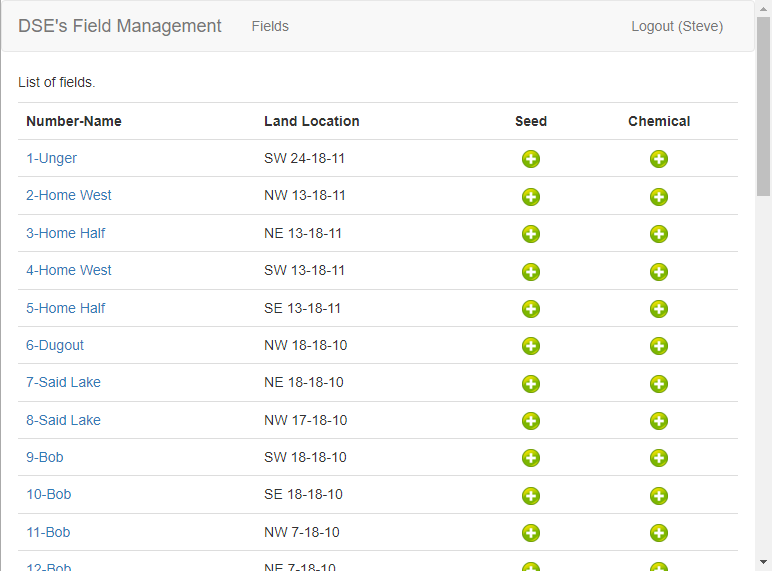 DSE's Field Management Fields Logout (Steve)
List of fields.
Number-Name Land Location Seed Chemical
1-Unger SW 24-18-11
2-Home West NW 13-18-11
3-Home Half NE 13-18-11
4-Home West SW 13-18-11
5-Home Half SE 13-18-11
6-Dugout NW 18-18-10
7-Said Lake NE 18-18-10
8-Said Lake NW 17-18-10
9-Bob SW 18-18-10
10-Bob SE 18-18-10
11-Bob NW 7-18-10
12-Bob NE 7-18-10